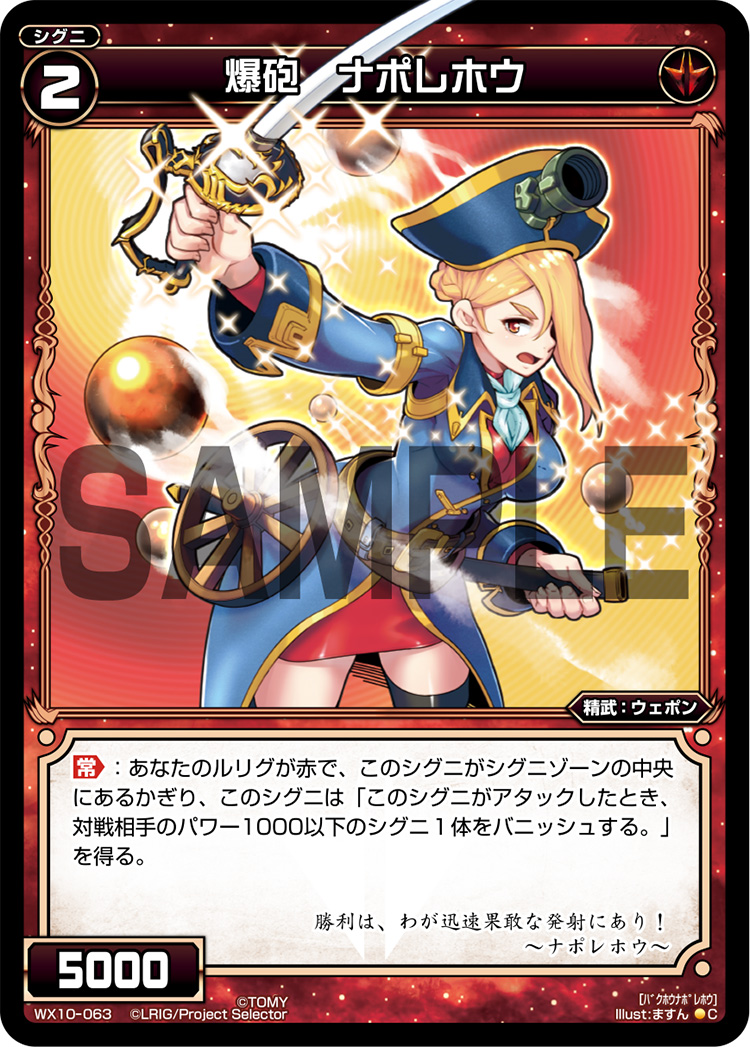 シグニ
2
爆砲　ナポレホウ
SAMPLE
精武：ウェポン
常：あなたのルリグが赤で、このシグニがシグニゾーンの中央
にあるかぎり、このシグニは「このシグニがアタックしたとき、
対戦相手のパワー1000以下のシグニ１体をバニッシュする。」
を得る。
勝利は、わが迅速果敢な発射にあり！
～ナポレホウ～
5000
WX10-063 ©LRIG/Project Selector
©TOMY
[ﾊﾞｸﾎｳﾅﾎﾟﾚﾎｳ]
Illust:ますん C